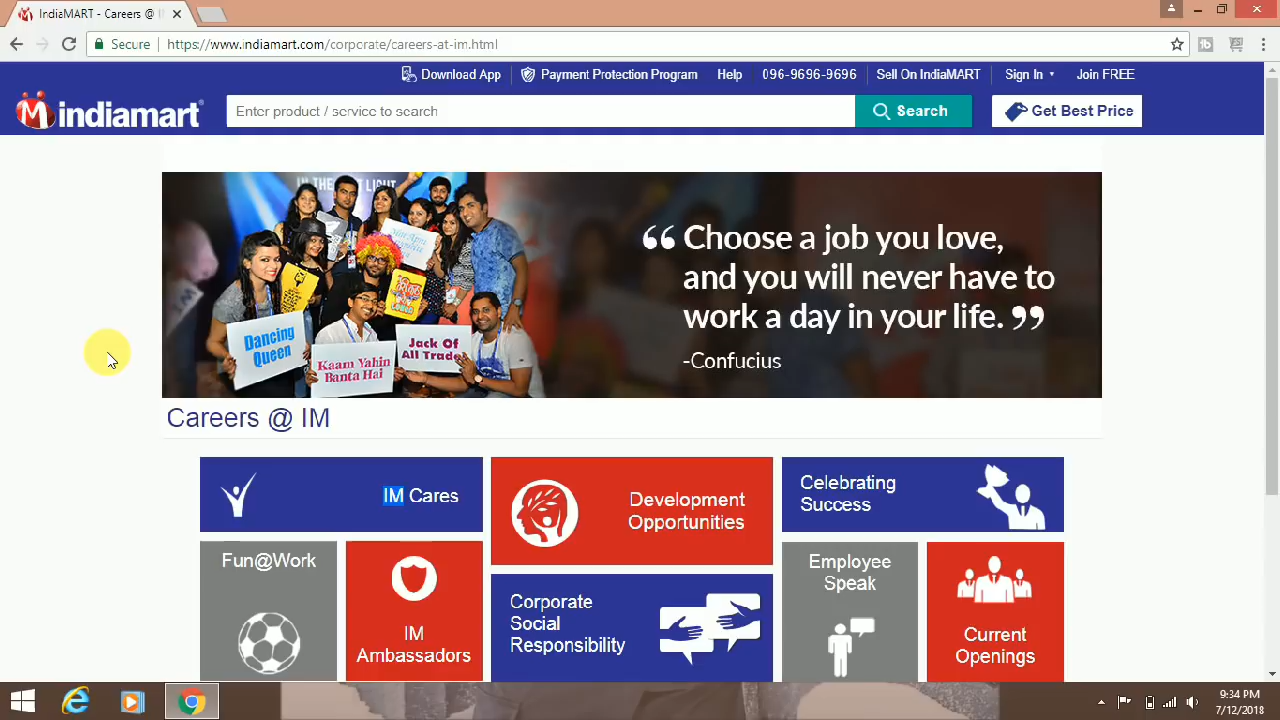 IndiaMART - Careers @ I
Secure https://www.indiamart.com/corporate/careers-at-im.html
Download App Payment Protection Program Help 096-9696-9696 Sell On IndiaMART Sign In Join FREE
indiamart Enter product / service to search Search Get Best Price
Dancing
Queen
Kaam Yahin
Banta Hai
Jack Of
All Trade
“ Choose a job you love,
and you will never have to
work a day in your life. ”
-Confucius
Careers @ IM
IM Cares
Development
Opportunities
Celebrating
Success
Fun@Work
IM
Ambassadors
Corporate
Social
Responsibility
Employee
Speak
Current
Openings
9:34 PM
7/12/2018